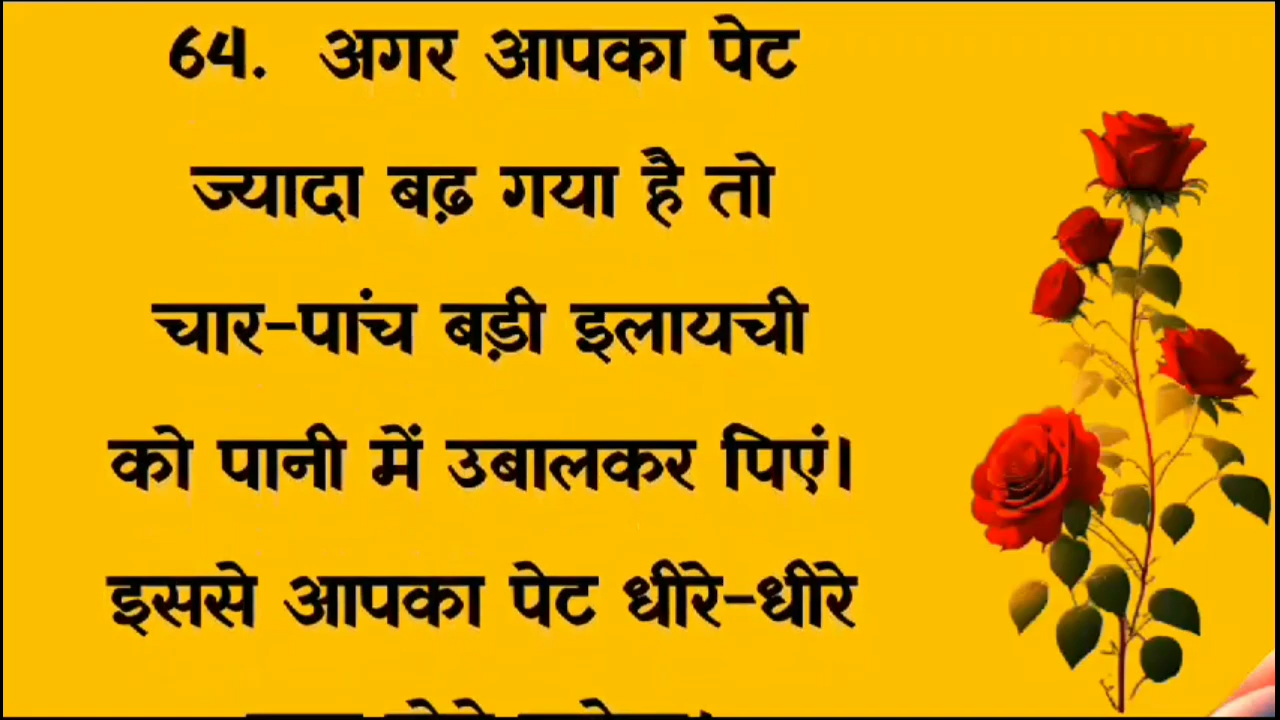 64. अगर आपका पेट
ज्यादा बढ़ गया है तो
चार-पांच बड़ी इलायची
को पानी में उबालकर पिएं।
इससे आपका पेट धीरे-धीरे